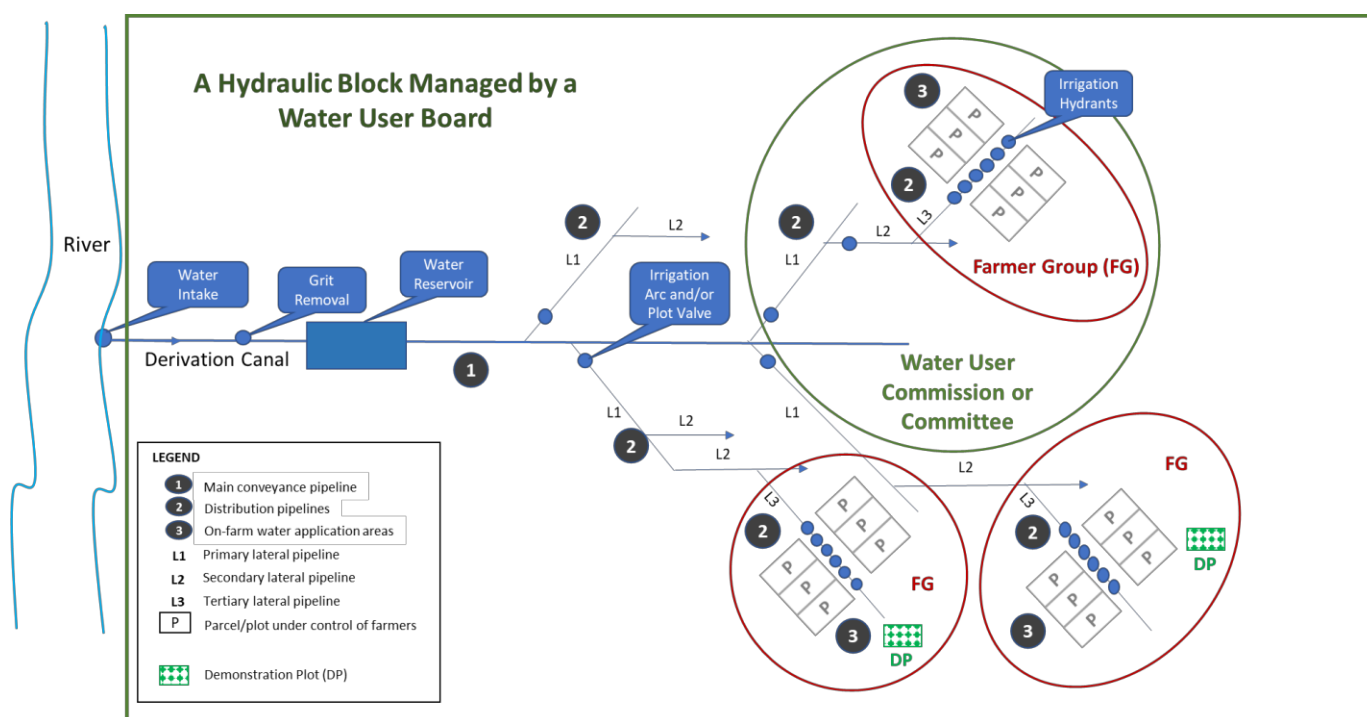 A Hydraulic Block Managed by a
Water User Board
River
Water
Intake
Grit
Removal
Water
Reservoir
Derivation Canal
1
2
L2
L1
Irrigation
Arc and/or
Plot Valve
2
L1
L2
3
2
P
P
P
P
P
P
L3
Irrigation
Hydrants
Farmer Group (FG)
Water User
Commission or
Committee
L1
L2
2
L2
L1
L2
L3
2
P
P
P
P
P
P
FG
3
DP
FG
L3
2
P
P
P
P
P
P
3
DP
LEGEND
1 Main conveyance pipeline
2 Distribution pipelines
3 On-farm water application areas
L1 Primary lateral pipeline
L2 Secondary lateral pipeline
L3 Tertiary lateral pipeline
P Parcel/plot under control of farmers
Demonstration Plot (DP)